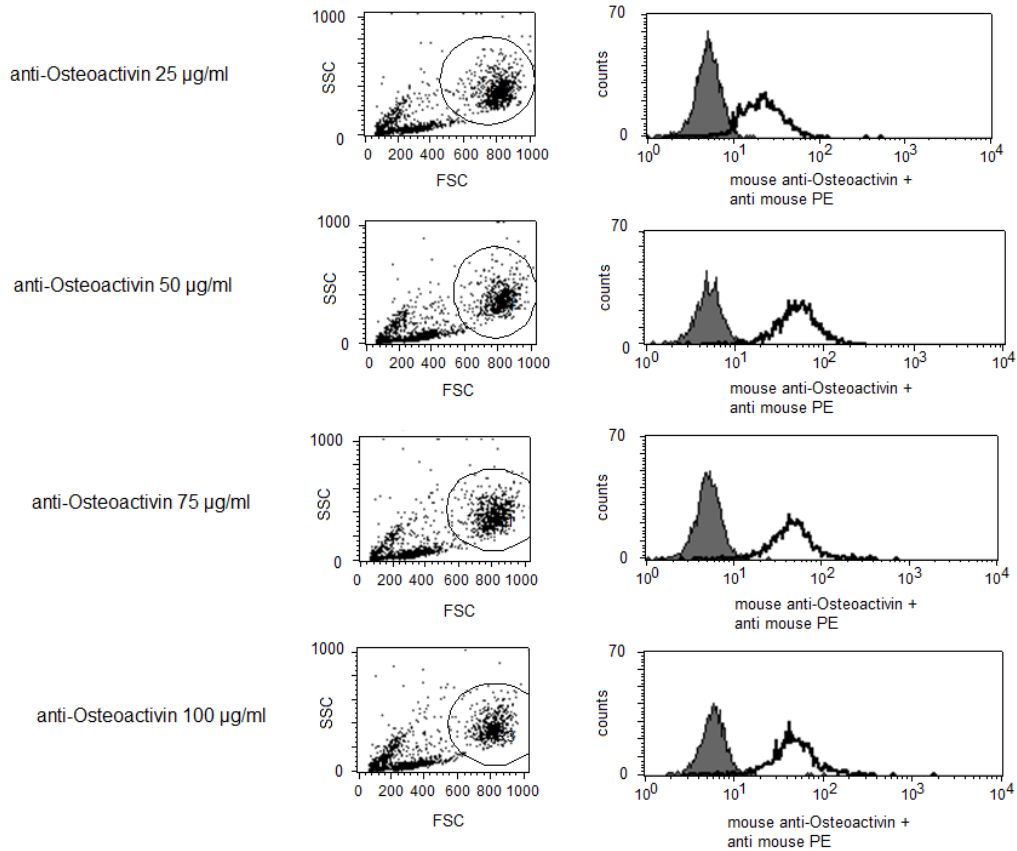 anti-Osteoactivin 25 µg/ml
1000
SSC
0
0 200 400 600 800 1000
FSC
70
counts
0
10^0 10^1 10^2 10^3 10^4
mouse anti-Osteoactivin +
anti mouse PE
anti-Osteoactivin 50 µg/ml
1000
SSC
0
0 200 400 600 800 1000
FSC
70
counts
0
10^0 10^1 10^2 10^3 10^4
mouse anti-Osteoactivin +
anti mouse PE
anti-Osteoactivin 75 µg/ml
1000
SSC
0
0 200 400 600 800 1000
FSC
70
counts
0
10^0 10^1 10^2 10^3 10^4
mouse anti-Osteoactivin +
anti mouse PE
anti-Osteoactivin 100 µg/ml
1000
SSC
0
0 200 400 600 800 1000
FSC
70
counts
0
10^0 10^1 10^2 10^3 10^4
mouse anti-Osteoactivin +
anti mouse PE